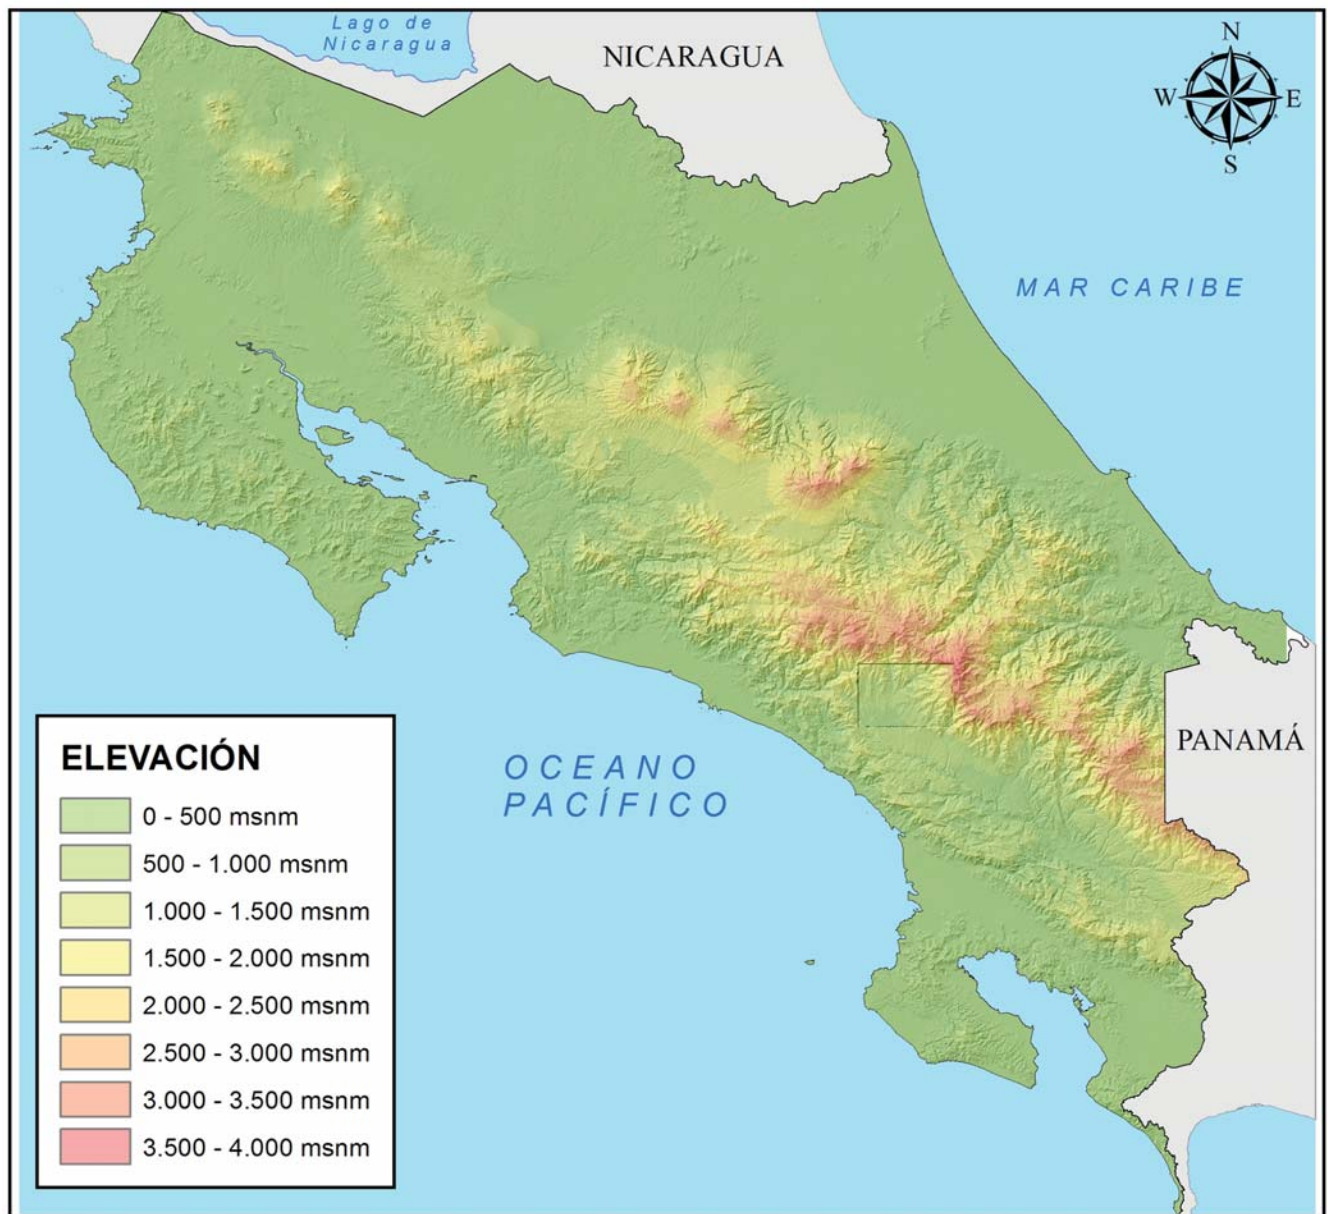 Lago de
Nicaragua
NICARAGUA
N
W
E
S
MAR CARIBE
PANAMÁ
OCEANO
PACÍFICO
ELEVACIÓN
0 - 500 msnm
500 - 1.000 msnm
1.000 - 1.500 msnm
1.500 - 2.000 msnm
2.000 - 2.500 msnm
2.500 - 3.000 msnm
3.000 - 3.500 msnm
3.500 - 4.000 msnm